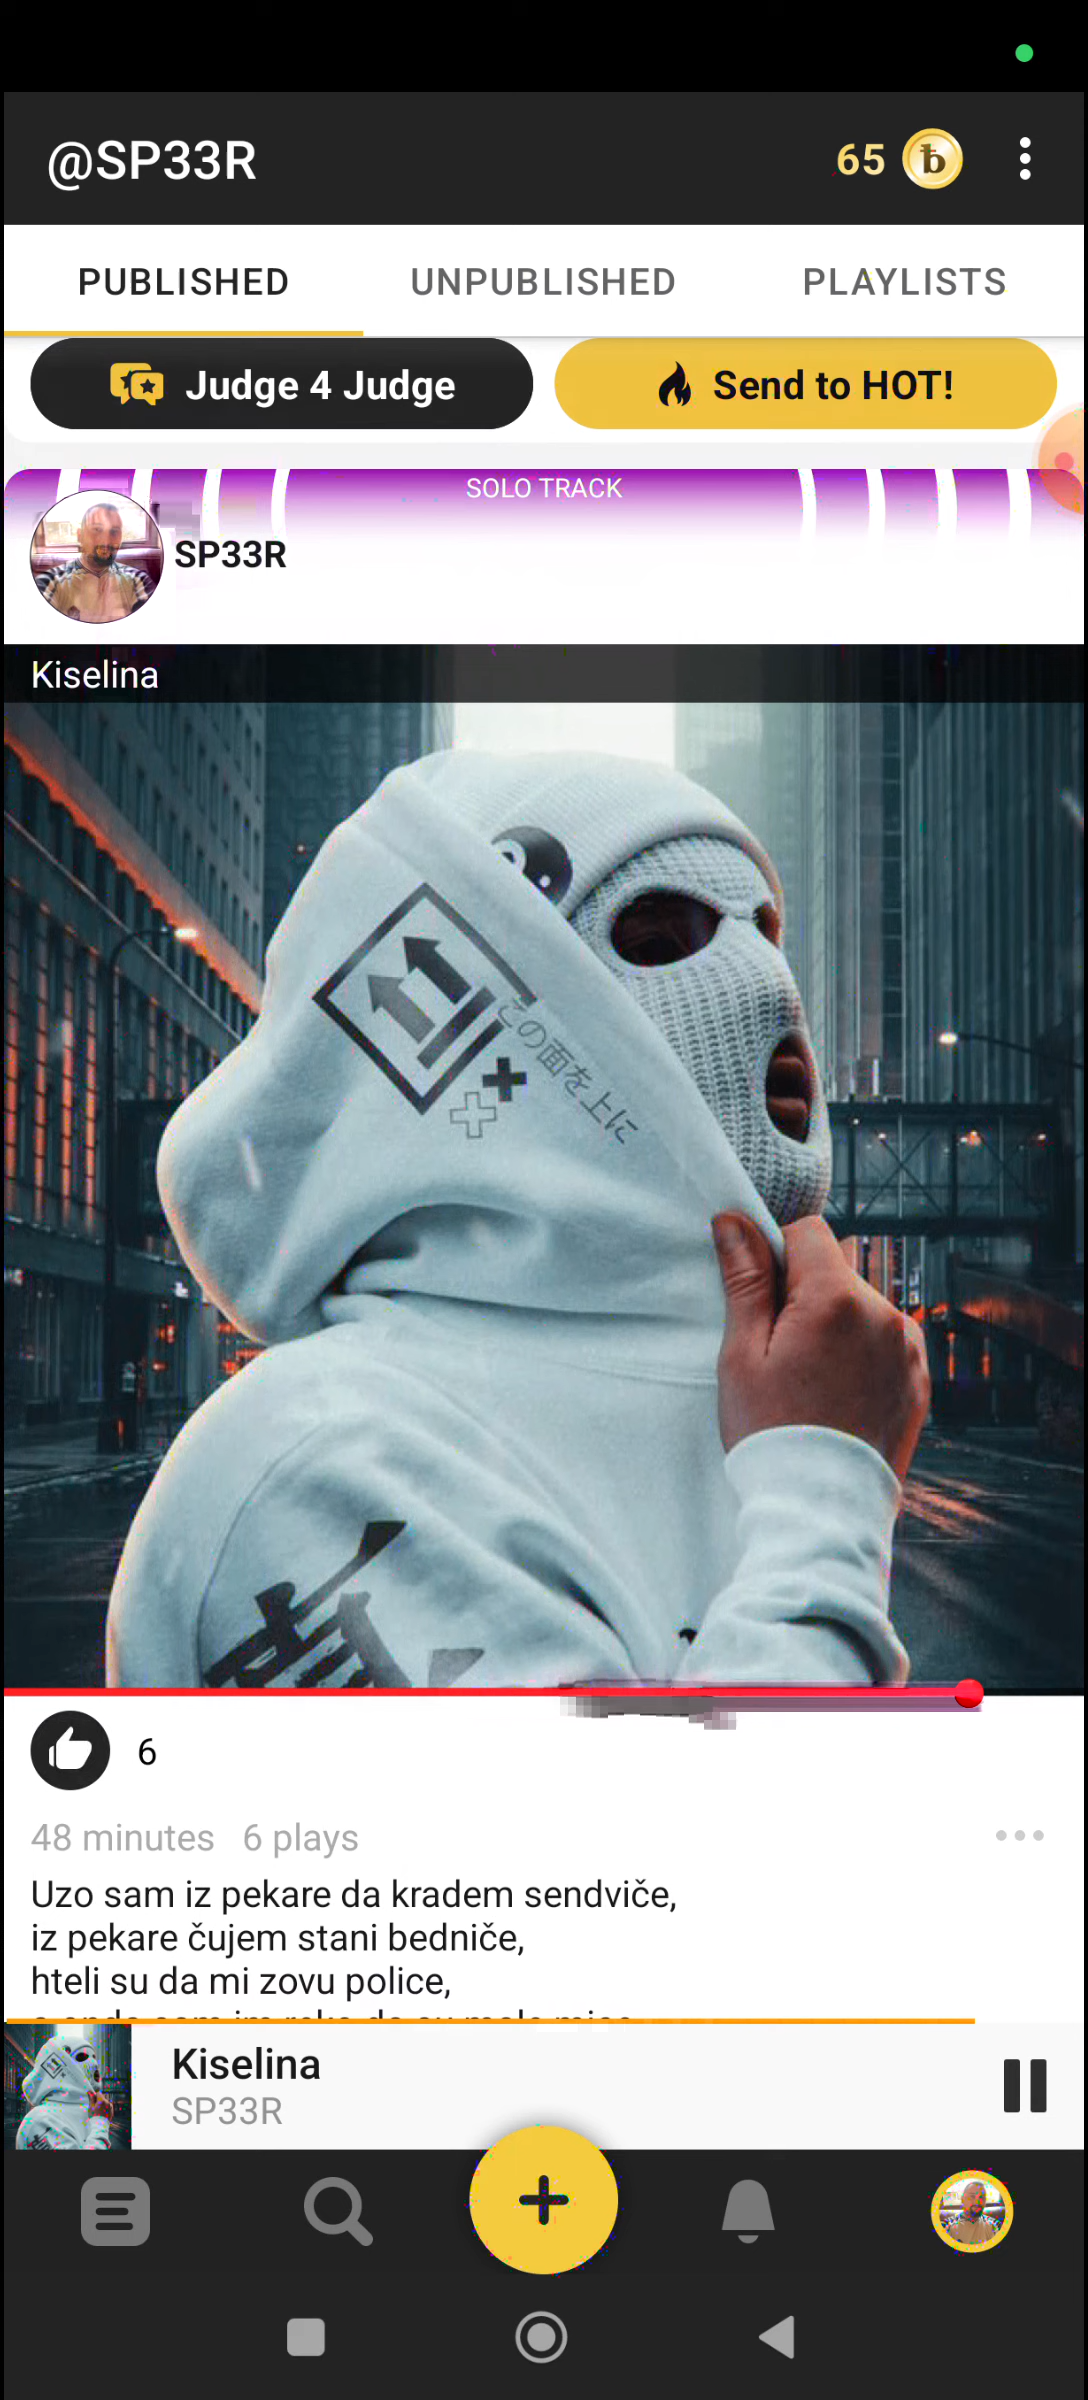 @SP33R
65
PUBLISHED
UNPUBLISHED
PLAYLISTS
Judge 4 Judge
Send to HOT!
SOLO TRACK
SP33R
Kiselina
この面を上に
6
48 minutes 6 plays
Uzo sam iz pekare da kradem sendviče,
iz pekare čujem stani bedniče,
hteli su da mi zovu police,
Kiselina
SP33R